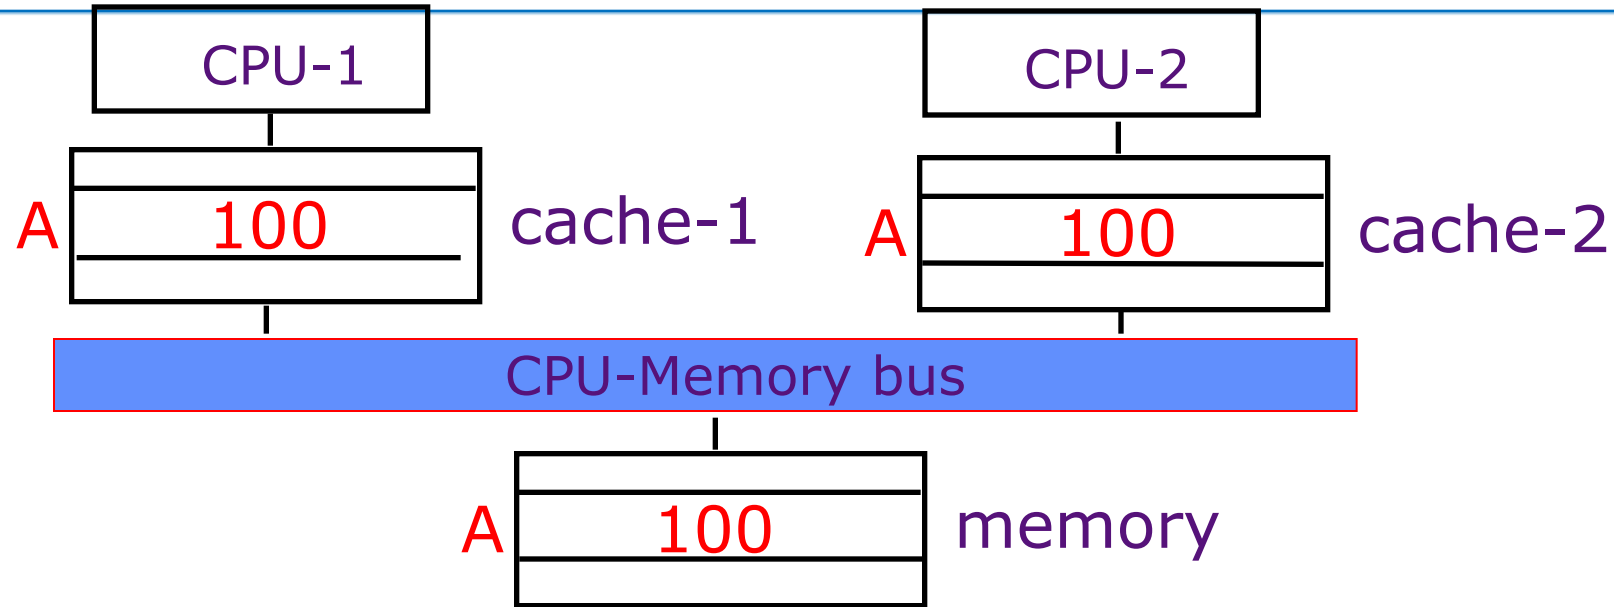 CPU-1
CPU-2
A 100 cache-1
A 100 cache-2
CPU-Memory bus
A 100 memory